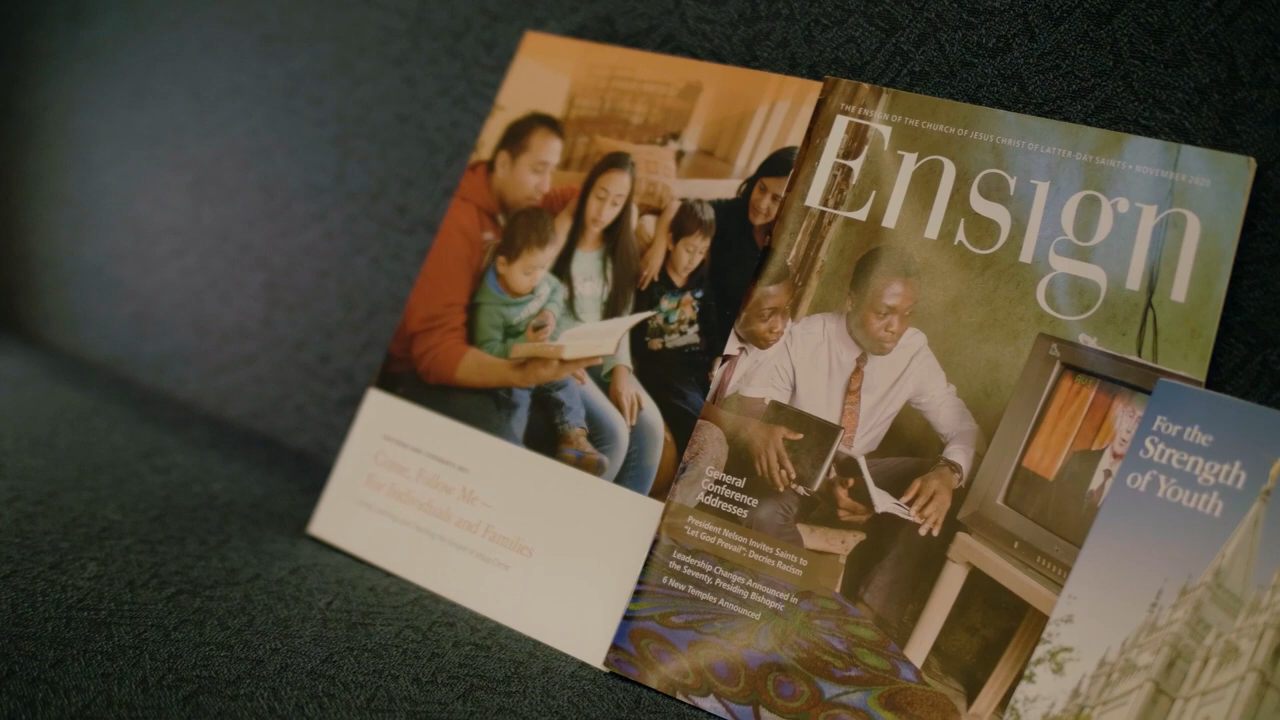 Come, Follow Me—
for Individuals and Families
THE ENSIGN OF THE CHURCH OF JESUS CHRIST OF LATTER-DAY SAINTS • NOVEMBER 2020
Ensign
General
Conference
Addresses
President Nelson Invites Saints to
“Let God Prevail”; Decries Racism
Leadership Changes Announced in
the Seventy, Presiding Bishopric
6 New Temples Announced
For the
Strength
of Youth